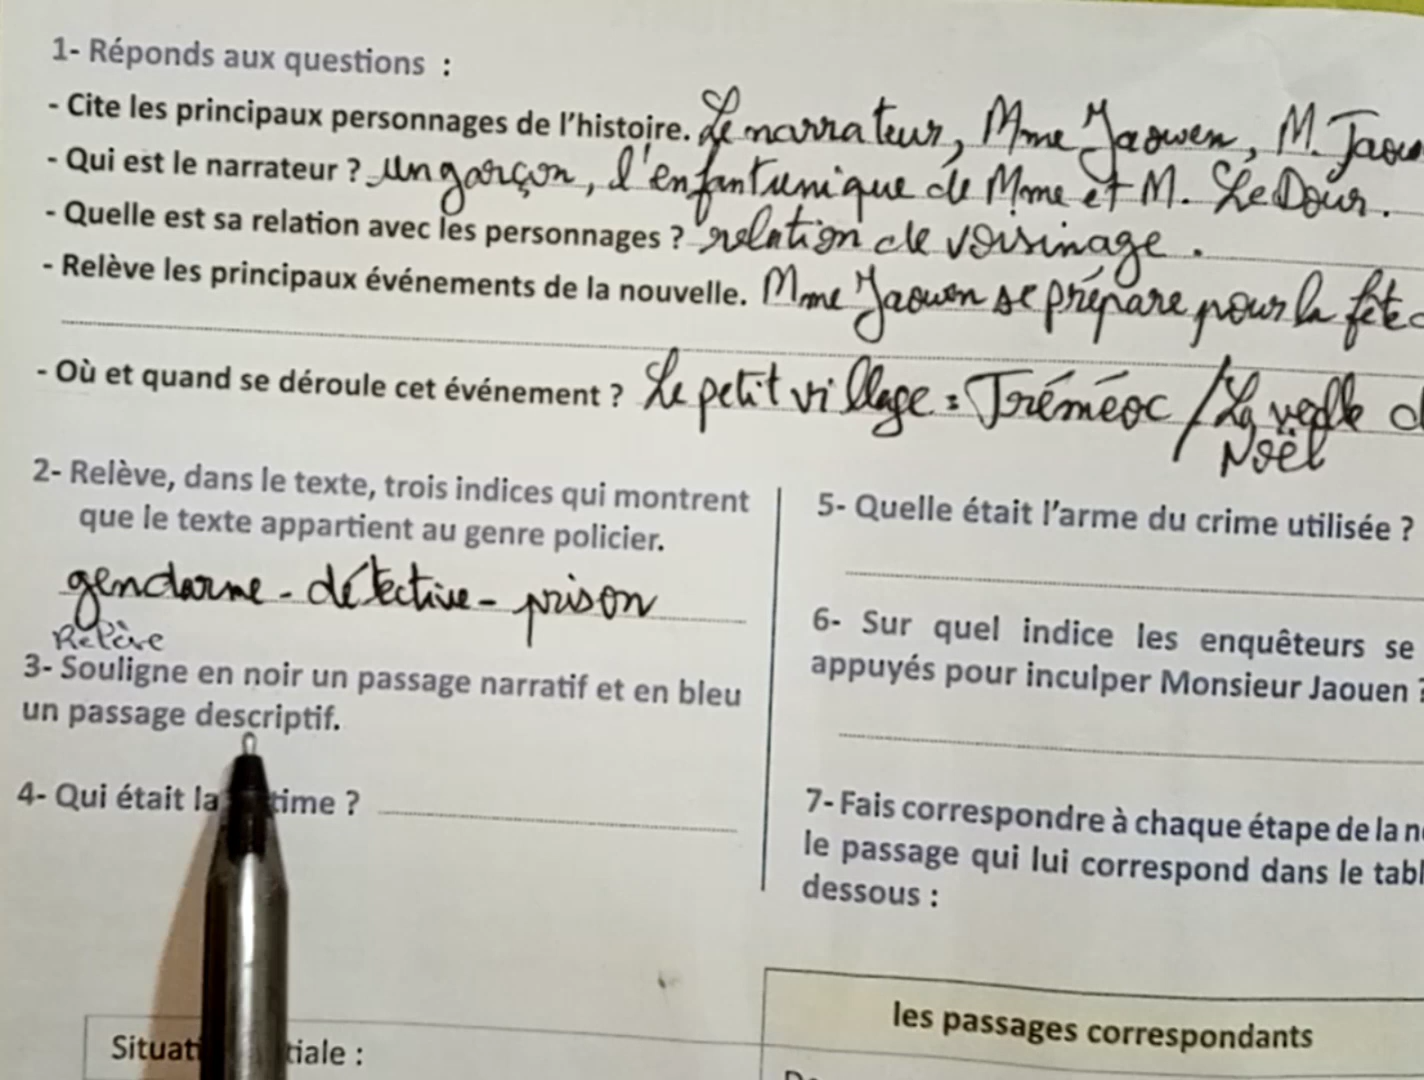 1- Réponds aux questions :
- Cite les principaux personnages de l'histoire. Le narrateur, Mme Jaouen, M. Jaou
- Qui est le narrateur ? un garçon, l'enfant unique de Mme et M. Le Dour.
- Quelle est sa relation avec les personnages ? relation de voisinage.
- Relève les principaux événements de la nouvelle. Mme Jaouen se prépare pour la fête
- Où et quand se déroule cet événement ? Le petit village : Tréméoc / La veille d
Noël
2- Relève, dans le texte, trois indices qui montrent
que le texte appartient au genre policier.
gendarme - détective - prison
Relève
3- Souligne en noir un passage narratif et en bleu
un passage descriptif.
4- Qui était la time ?
Situati tiale :
5- Quelle était l'arme du crime utilisée ?
6- Sur quel indice les enquêteurs se
appuyés pour inculper Monsieur Jaouen ?
7- Fais correspondre à chaque étape de la n
le passage qui lui correspond dans le tabl
dessous :
les passages correspondants